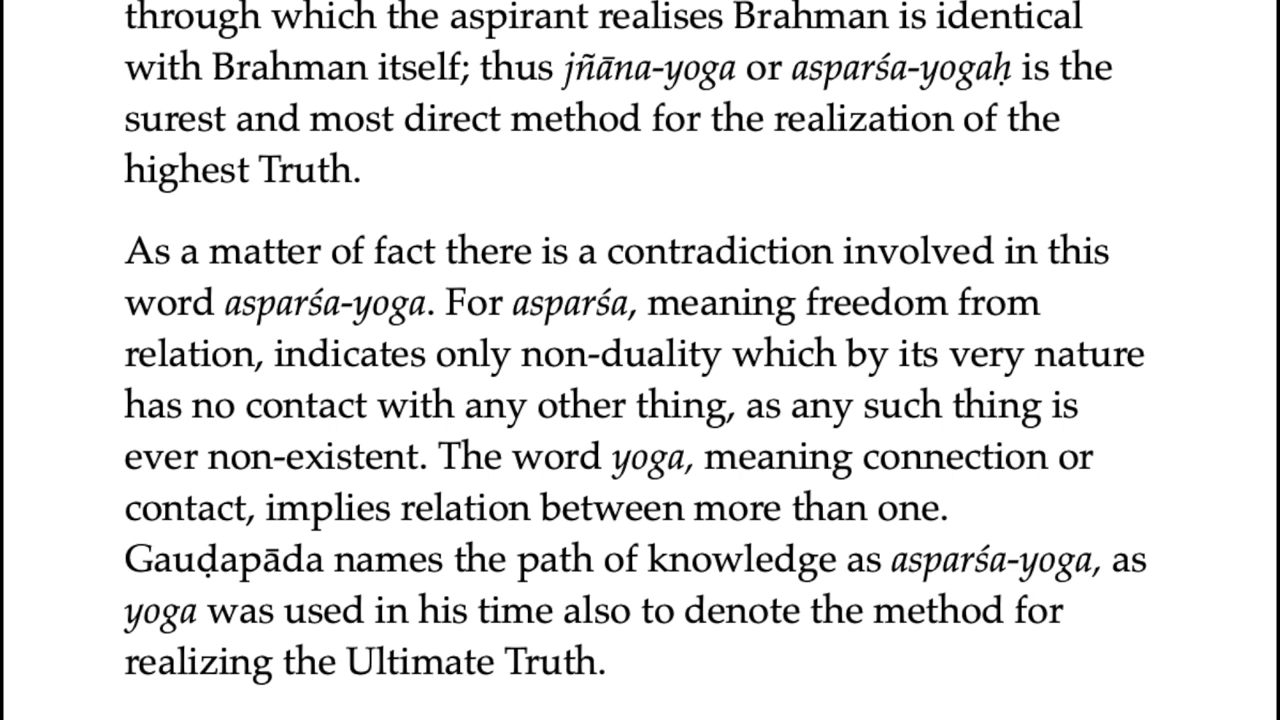 through which the aspirant realises Brahman is identical
with Brahman itself; thus jñāna-yoga or asparśa-yogaḥ is the
surest and most direct method for the realization of the
highest Truth.
As a matter of fact there is a contradiction involved in this
word asparśa-yoga. For asparśa, meaning freedom from
relation, indicates only non-duality which by its very nature
has no contact with any other thing, as any such thing is
ever non-existent. The word yoga, meaning connection or
contact, implies relation between more than one.
Gauḍapāda names the path of knowledge as asparśa-yoga, as
yoga was used in his time also to denote the method for
realizing the Ultimate Truth.